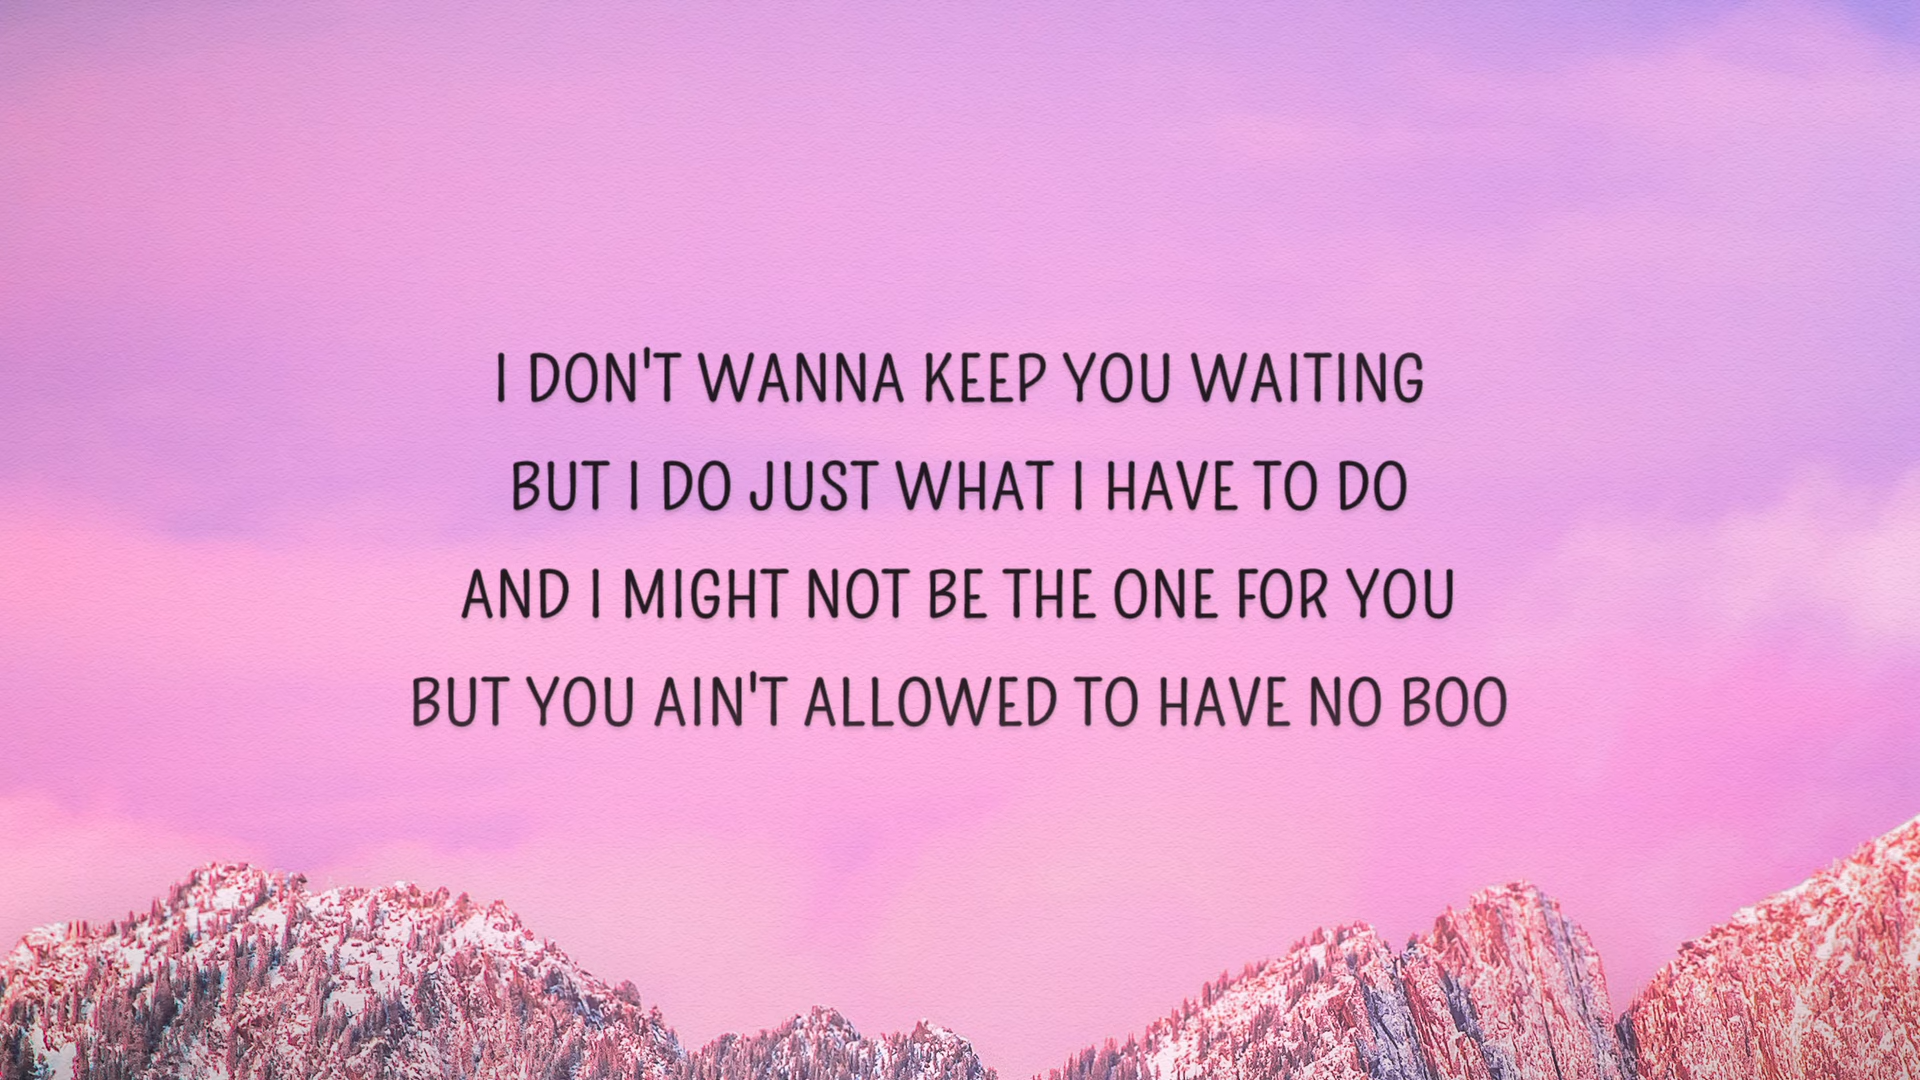 I DON'T WANNA KEEP YOU WAITING
BUT I DO JUST WHAT I HAVE TO DO
AND I MIGHT NOT BE THE ONE FOR YOU
BUT YOU AIN'T ALLOWED TO HAVE NO BOO